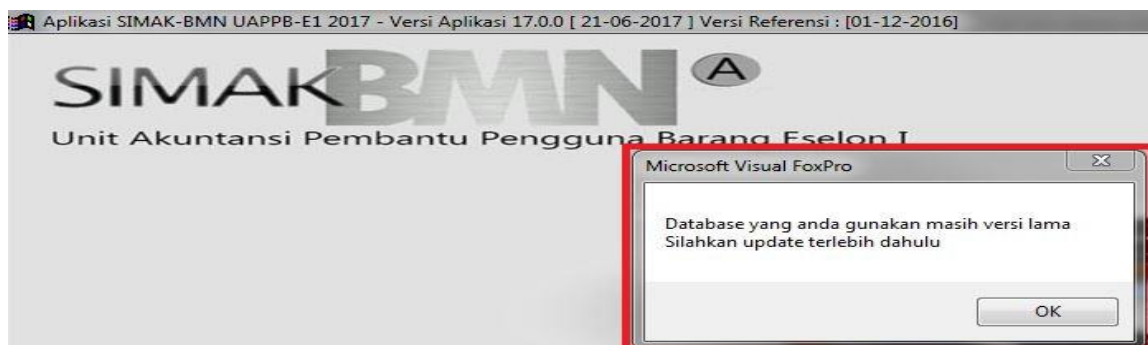 Aplikasi SIMAK-BMN UAPPB-E1 2017 - Versi Aplikasi 17.0.0 [ 21-06-2017 ] Versi Referensi : [01-12-2016]
SIMAK BMN A
Unit Akuntansi Pembantu Pengguna Barang Eselon I
Microsoft Visual FoxPro
Database yang anda gunakan masih versi lama
Silahkan update terlebih dahulu
OK